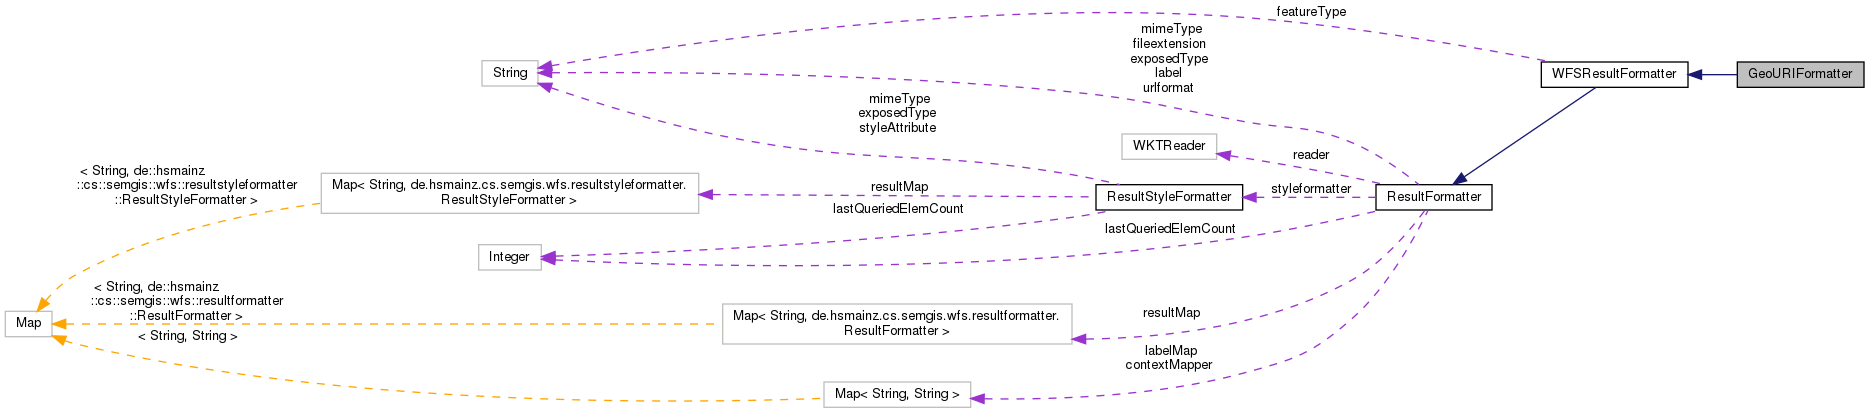 featureType
mimeType
fileextension
exposedType
label
urlformat
String
WFSResultFormatter
GeoURIFormatter
mimeType
exposedType
styleAttribute
WKTReader
reader
< String, de::hsmainz
::cs::semgis::wfs::resultstyleformatter
::ResultStyleFormatter >
Map< String, de.hsmainz.cs.semgis.wfs.resultstyleformatter.
ResultStyleFormatter >
resultMap
ResultStyleFormatter
styleformatter
ResultFormatter
lastQueriedElemCount
lastQueriedElemCount
Integer
< String, de::hsmainz
::cs::semgis::wfs::resultformatter
::ResultFormatter >
Map
Map< String, de.hsmainz.cs.semgis.wfs.resultformatter.
ResultFormatter >
resultMap
< String, String >
labelMap
contextMapper
Map< String, String >